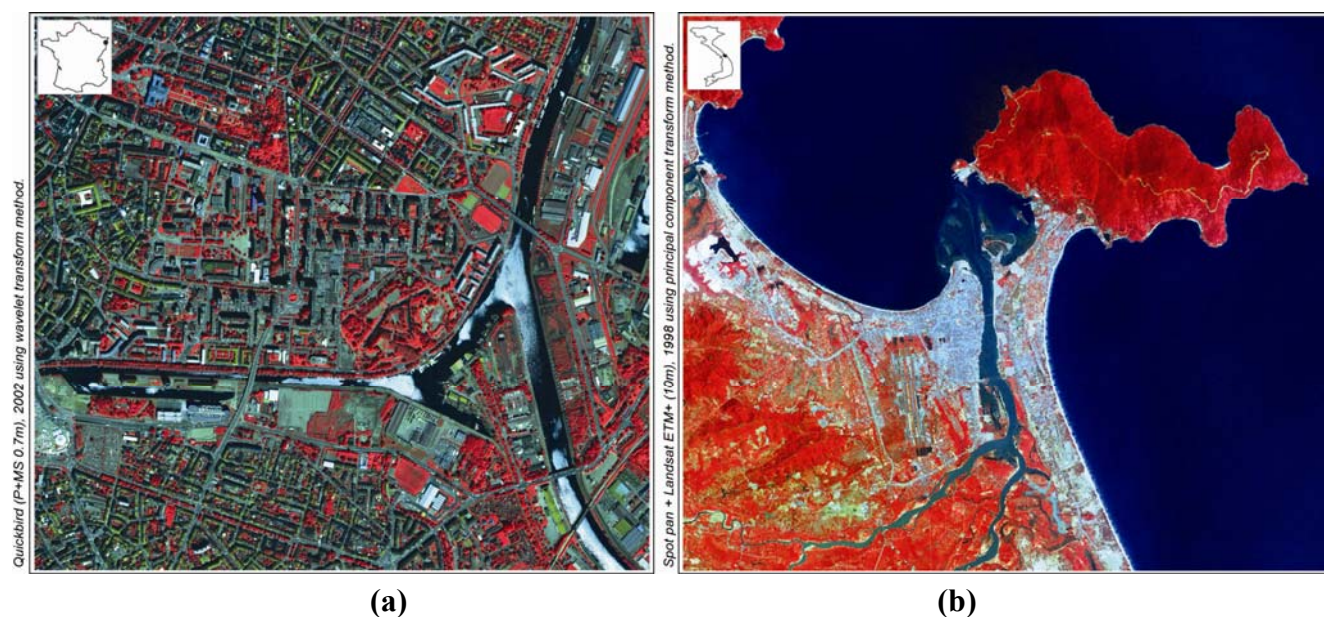 Quickbird (P+MS 0.7m), 2002 using wavelet transform method.
Spot pan + Landsat ETM+ (10m), 1998 using principal component transform method.
(a)
(b)